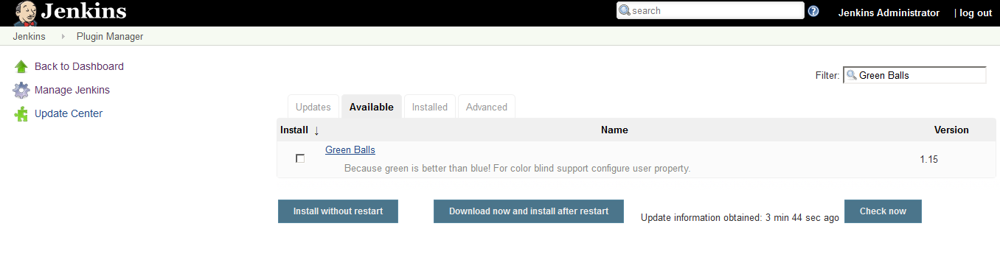 Jenkins
search
Jenkins Administrator | log out
Jenkins Plugin Manager
Back to Dashboard
Manage Jenkins
Update Center
Filter: Green Balls
Updates Available Installed Advanced
Install ↓ Name Version
Green Balls
Because green is better than blue! For color blind support configure user property.
1.15
Install without restart Download now and install after restart Update information obtained: 3 min 44 sec ago Check now